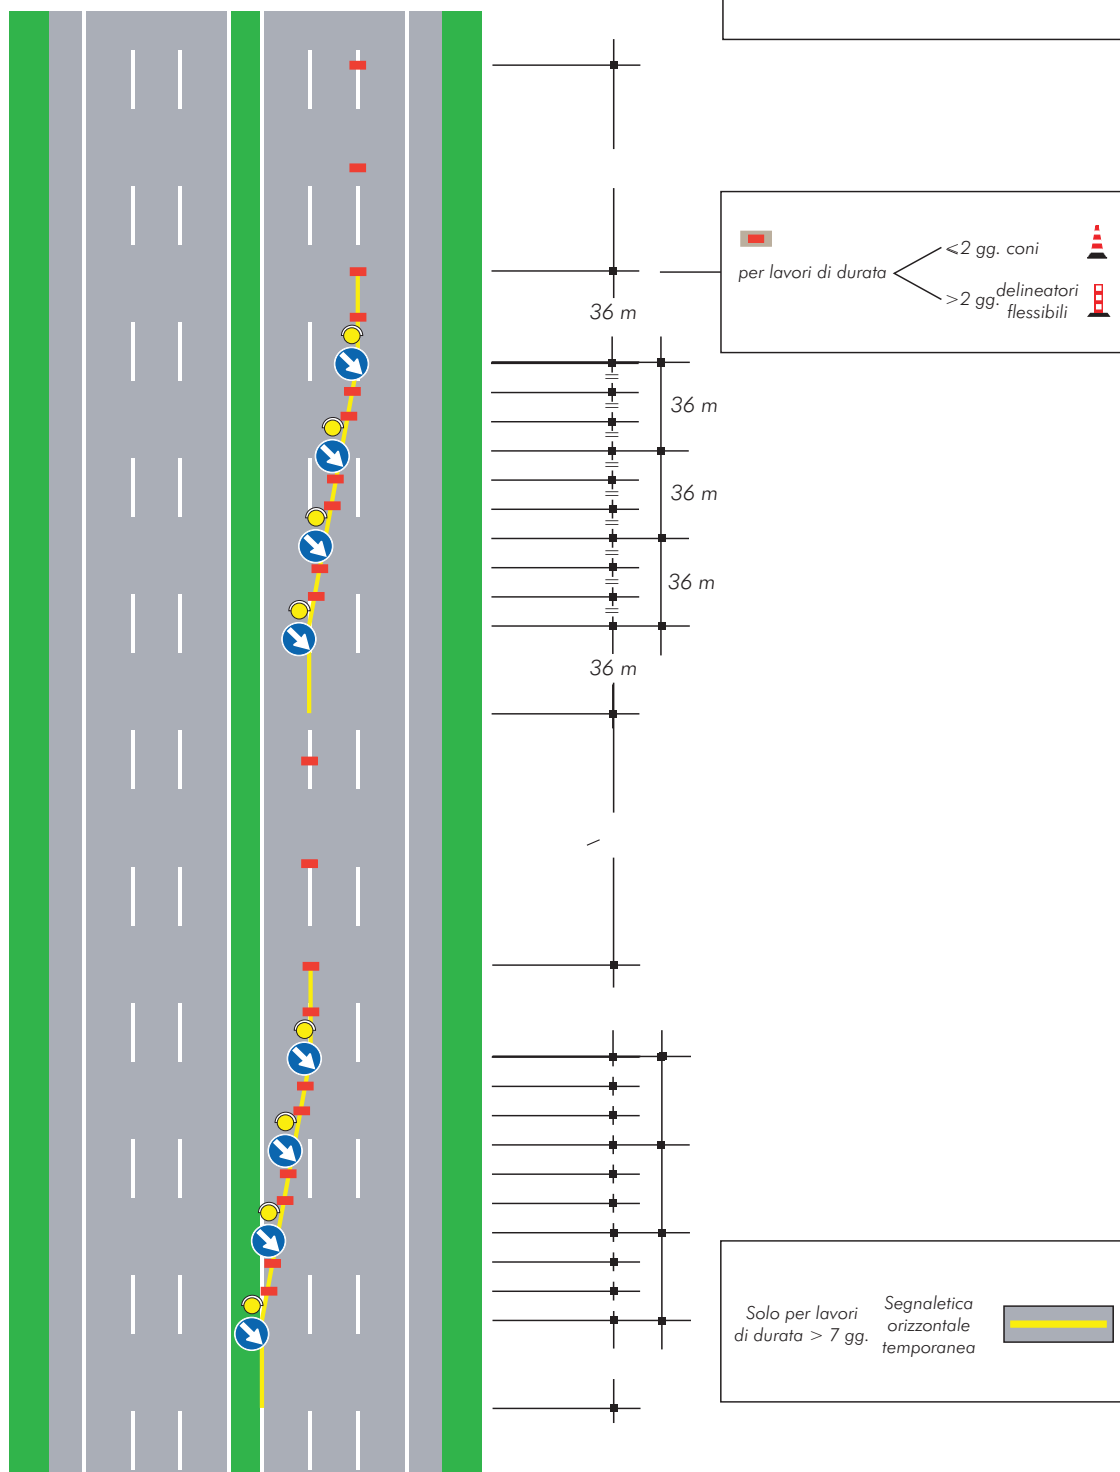 36 m
per lavori di durata
<2 gg. coni
>2 gg. delineatori
flessibili
36 m
36 m
36 m
36 m
Solo per lavori
di durata > 7 gg.
Segnaletica
orizzontale
temporanea